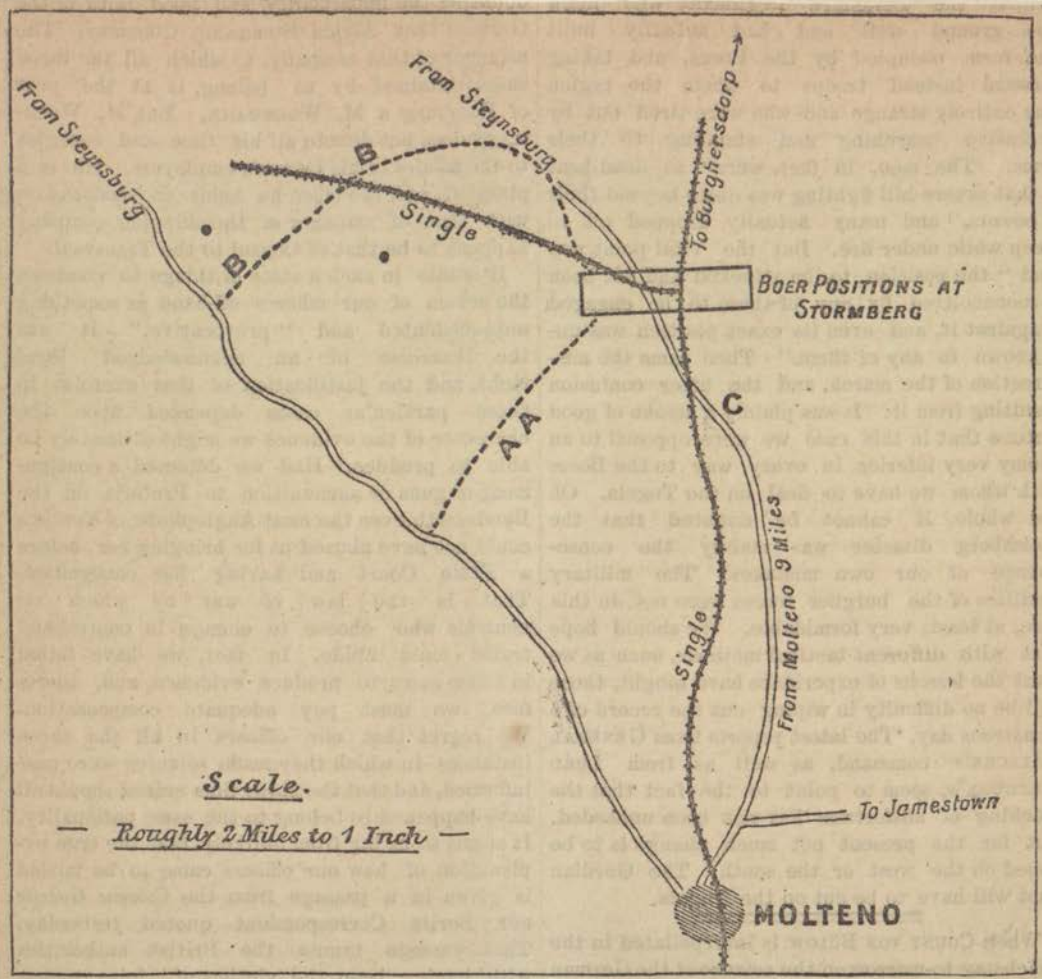 From Steynsburg
From Steynsburg
To Burghersdorp
B
B
Single
BOER POSITIONS AT
STORMBERG
A A
C
Single
From Molteno 9 Miles
Scale.
Roughly 2 Miles to 1 Inch
To Jamestown
MOLTENO